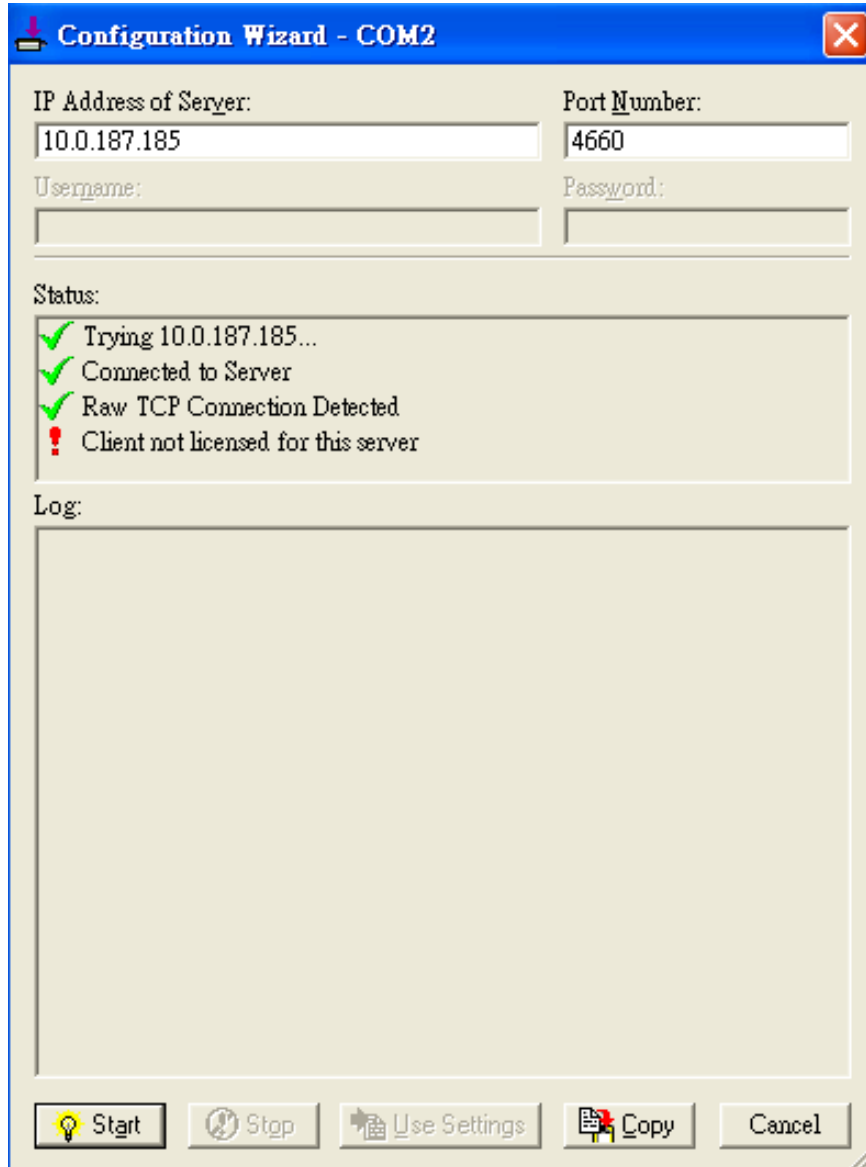 Configuration Wizard - COM2
IP Address of Server: Port Number:
10.0.187.185 4660
Username: Password:
Status:
Trying 10.0.187.185...
Connected to Server
Raw TCP Connection Detected
Client not licensed for this server
Log:
Start Stop Use Settings Copy Cancel